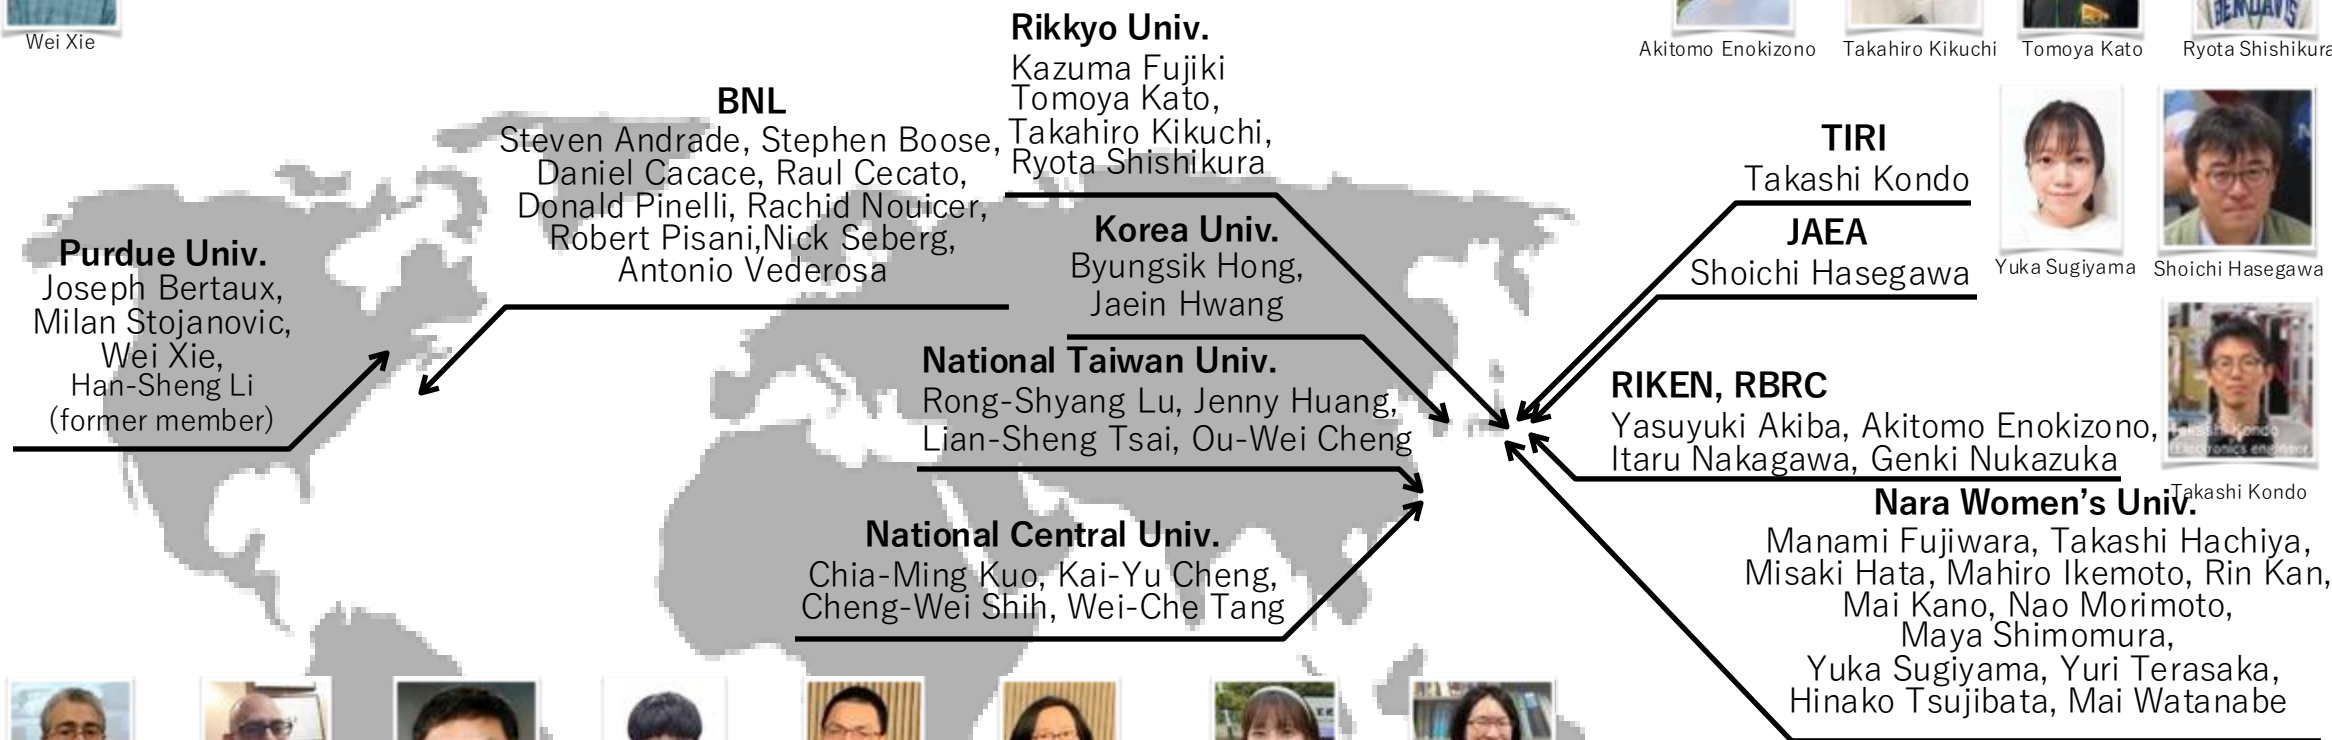 Wei Xie
Akitomo Enokizono
Takahiro Kikuchi
Tomoya Kato
Ryota Shishikura
BEN DAVIS
Rikkyo Univ.
Kazuma Fujiki
Tomoya Kato,
Takahiro Kikuchi,
Ryota Shishikura
BNL
Steven Andrade, Stephen Boose,
Daniel Cacace, Raul Cecato,
Donald Pinelli, Rachid Nouicer,
Robert Pisani,Nick Seberg,
Antonio Vederosa
TIRI
Takashi Kondo
JAEA
Shoichi Hasegawa
Yuka Sugiyama
Shoichi Hasegawa
Purdue Univ.
Joseph Bertaux,
Milan Stojanovic,
Wei Xie,
Han-Sheng Li
(former member)
Korea Univ.
Byungsik Hong,
Jaein Hwang
National Taiwan Univ.
Rong-Shyang Lu, Jenny Huang,
Lian-Sheng Tsai, Ou-Wei Cheng
RIKEN, RBRC
Yasuyuki Akiba, Akitomo Enokizono,
Itaru Nakagawa, Genki Nukazuka
Takashi Kondo
Electronics engineer
Takashi Kondo
National Central Univ.
Chia-Ming Kuo, Kai-Yu Cheng,
Cheng-Wei Shih, Wei-Che Tang
Nara Women’s Univ.
Manami Fujiwara, Takashi Hachiya,
Misaki Hata, Mahiro Ikemoto, Rin Kan,
Mai Kano, Nao Morimoto,
Maya Shimomura,
Yuka Sugiyama, Yuri Terasaka,
Hinako Tsujibata, Mai Watanabe